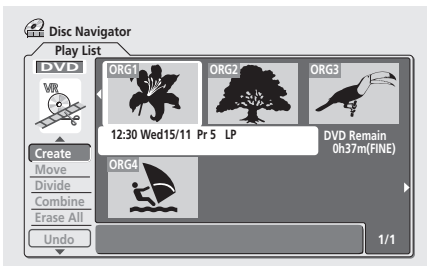 Disc Navigator
Play List
DVD
VR
ORG1
ORG2
ORG3
12:30 Wed15/11 Pr 5 LP
DVD Remain
0h37m(FINE)
Create
Move
Divide
Combine
Erase All
Undo
ORG4
1/1